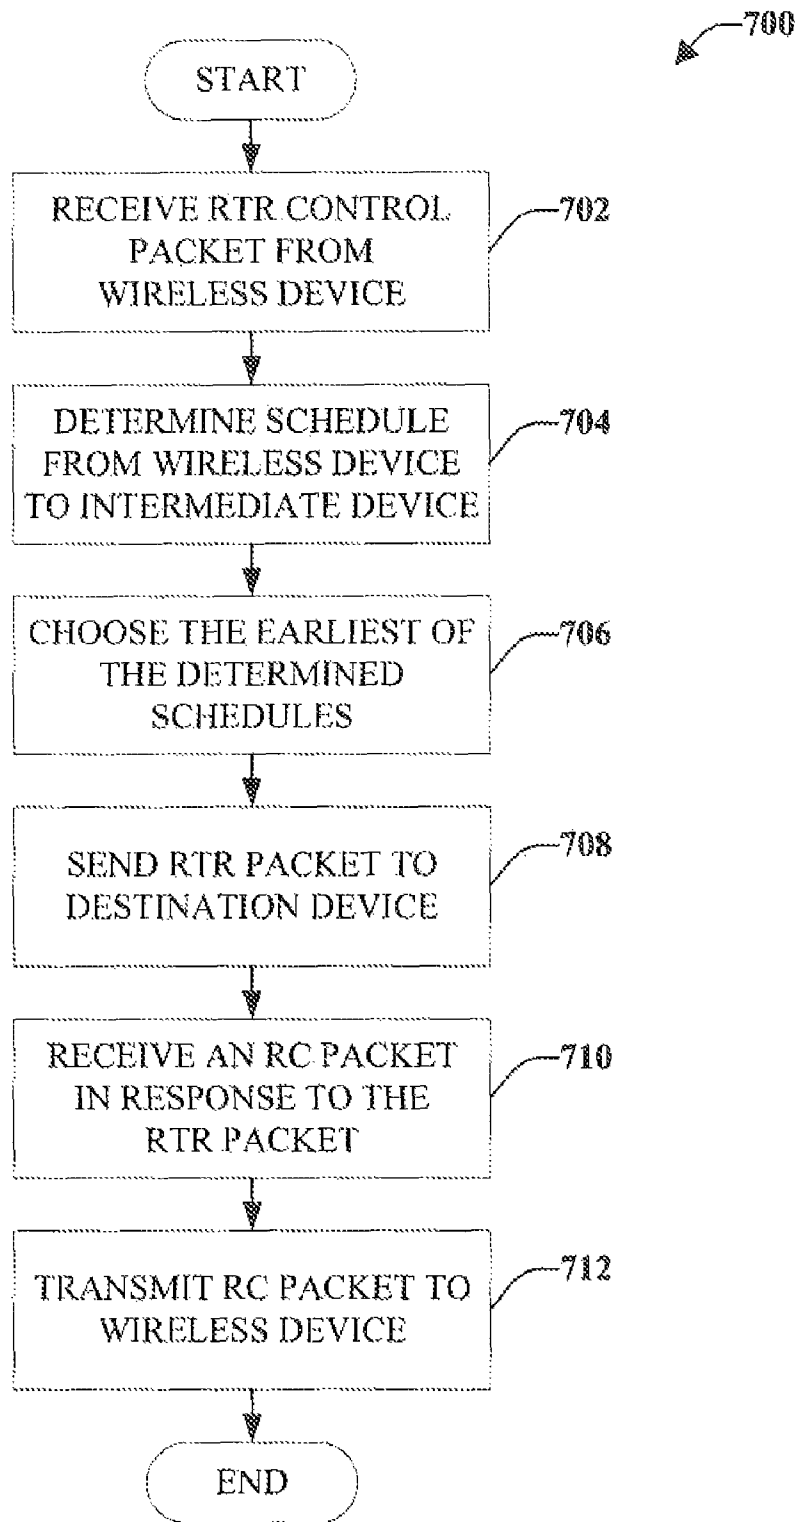 700
START
RECEIVE RTR CONTROL
PACKET FROM
WIRELESS DEVICE
702
DETERMINE SCHEDULE
FROM WIRELESS DEVICE
TO INTERMEDIATE DEVICE
704
CHOOSE THE EARLIEST OF
THE DETERMINED
SCHEDULES
706
SEND RTR PACKET TO
DESTINATION DEVICE
708
RECEIVE AN RC PACKET
IN RESPONSE TO THE
RTR PACKET
710
TRANSMIT RC PACKET TO
WIRELESS DEVICE
712
END